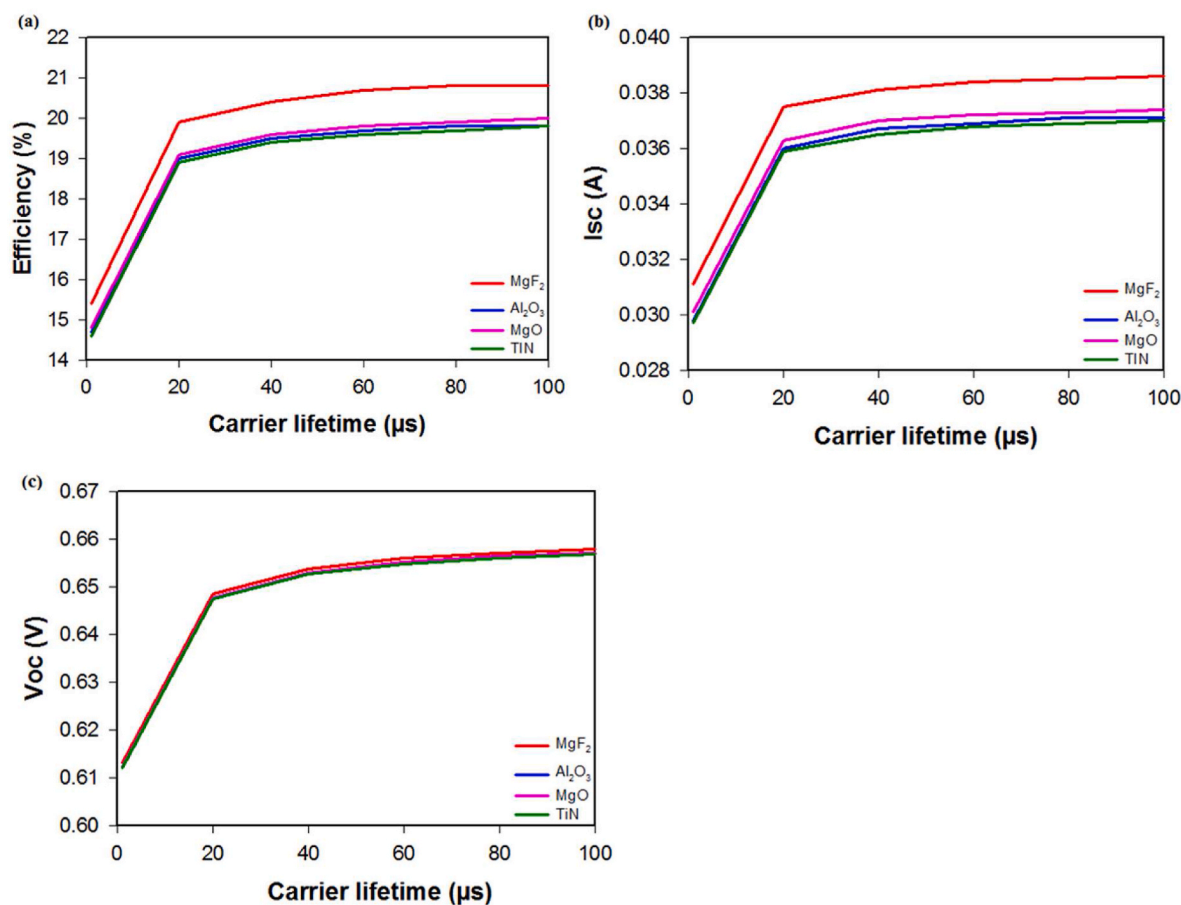 (a)
22
21
20
19
18
17
16
15
14
Efficiency (%)
MgF₂
Al₂O₃
MgO
TIN
0 20 40 60 80 100
Carrier lifetime (µs)
(b)
0.040
0.038
0.036
0.034
0.032
0.030
0.028
Isc (A)
MgF₂
Al₂O₃
MgO
TIN
0 20 40 60 80 100
Carrier lifetime (µs)
(c)
0.67
0.66
0.65
0.64
0.63
0.62
0.61
0.60
Voc (V)
MgF₂
Al₂O₃
MgO
TiN
0 20 40 60 80 100
Carrier lifetime (µs)